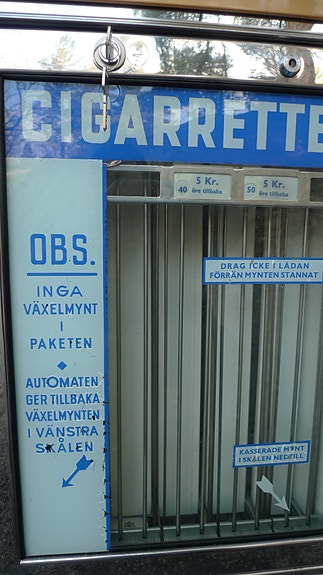 CIGARRETTE
5 Kr.
40 öre tillbaka
5 Kr.
50 öre tillbaka
OBS.
INGA
VÄXELMYNT
I
PAKETEN
AUTOMATEN
GER TILLBAKA
VÄXELMYNTEN
I VÄNSTRA
SKÅLEN
DRAG ICKE I LÅDAN
FÖRRÄN MYNTEN STANNAT
KASSERADE MYNT
I SKÅLEN NEDTILL